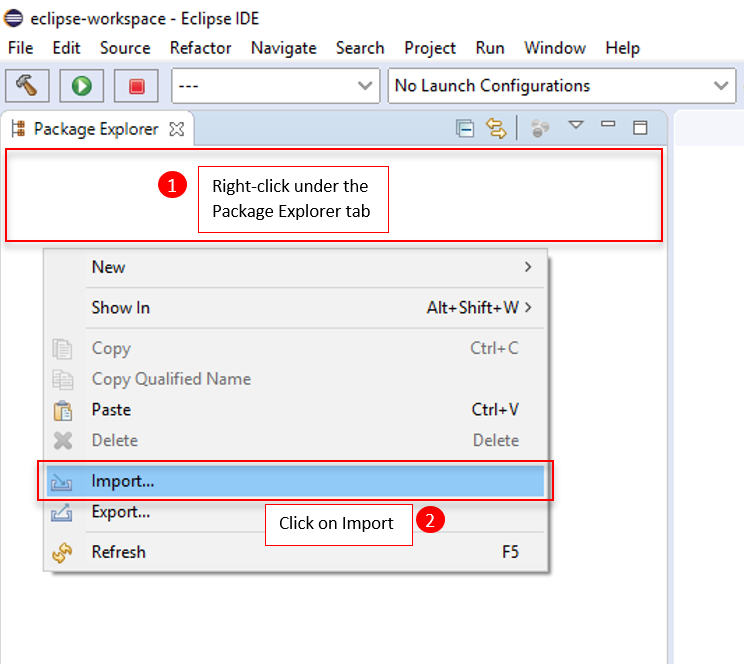 eclipse-workspace - Eclipse IDE
File Edit Source Refactor Navigate Search Project Run Window Help
--- No Launch Configurations
Package Explorer
1 Right-click under the
Package Explorer tab
New
Show In Alt+Shift+W
Copy Ctrl+C
Copy Qualified Name
Paste Ctrl+V
Delete Delete
Import...
Export...
Click on Import 2
Refresh F5